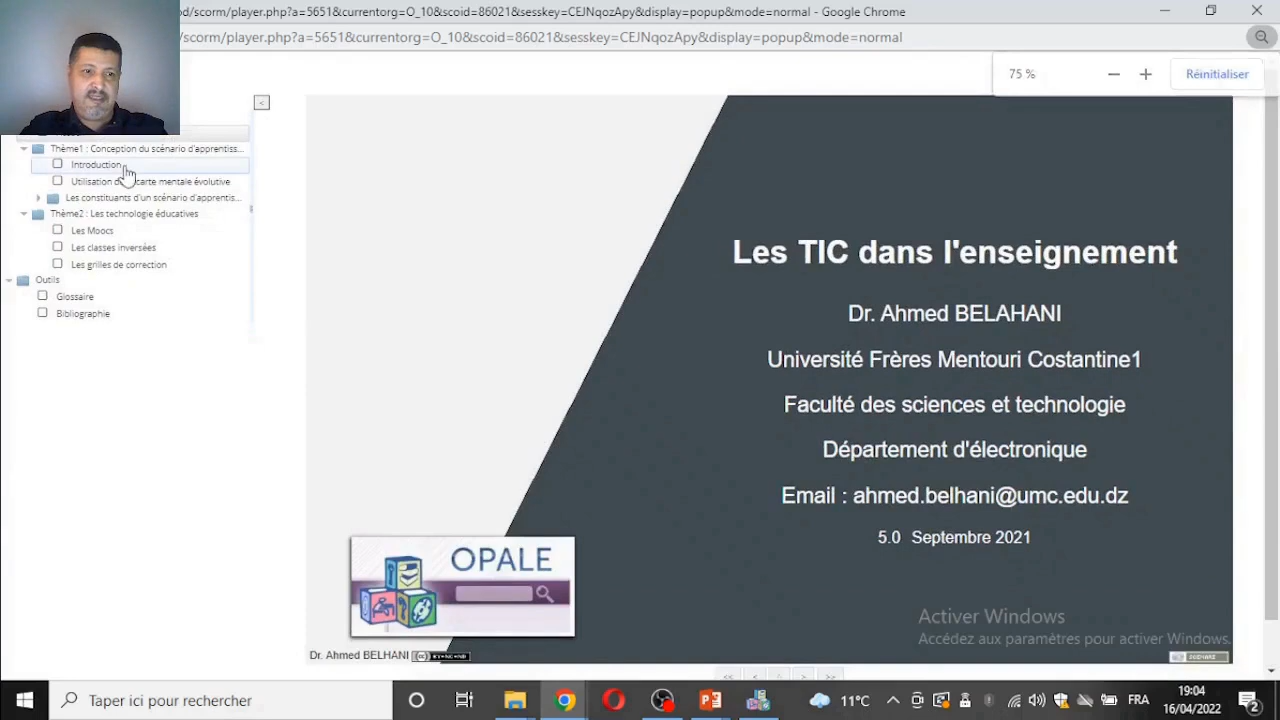 od/scorm/player.php?a=5651&currentorg=O_10&scoid=86021&sesskey=CEJNqozApy&display=popup&mode=normal - Google Chrome
/scorm/player.php?a=5651&currentorg=O_10&scoid=86021&sesskey=CEJNqozApy&display=popup&mode=normal
75 %
Réinitialiser
<
Thème1 : Conception du scénario d'apprentiss...
Introduction
Utilisation carte mentale évolutive
Les constituants d'un scénario d'apprentis...
Thème2 : Les technologie éducatives
Les Moocs
Les classes inversées
Les grilles de correction
Outils
Glossaire
Bibliographie
Les TIC dans l'enseignement
Dr. Ahmed BELAHANI
Université Frères Mentouri Costantine1
Faculté des sciences et technologie
Département d'électronique
Email : ahmed.belhani@umc.edu.dz
5.0 Septembre 2021
OPALE
Activer Windows
Accédez aux paramètres pour activer Windows.
Dr. Ahmed BELHANI
<< < > >>
Taper ici pour rechercher
11°C
FRA
19:04
16/04/2022
2